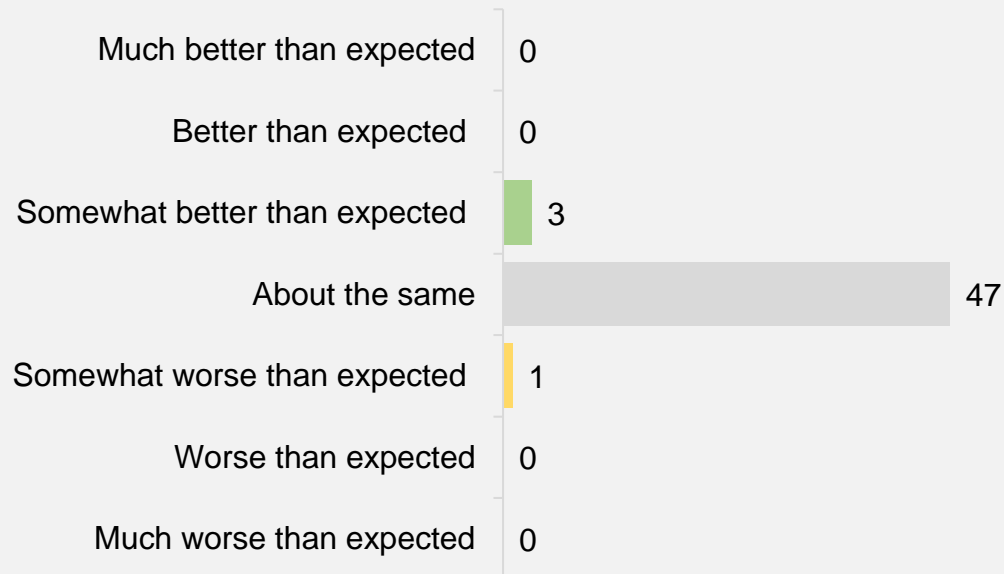 Much better than expected 0
Better than expected 0
Somewhat better than expected 3
About the same 47
Somewhat worse than expected 1
Worse than expected 0
Much worse than expected 0